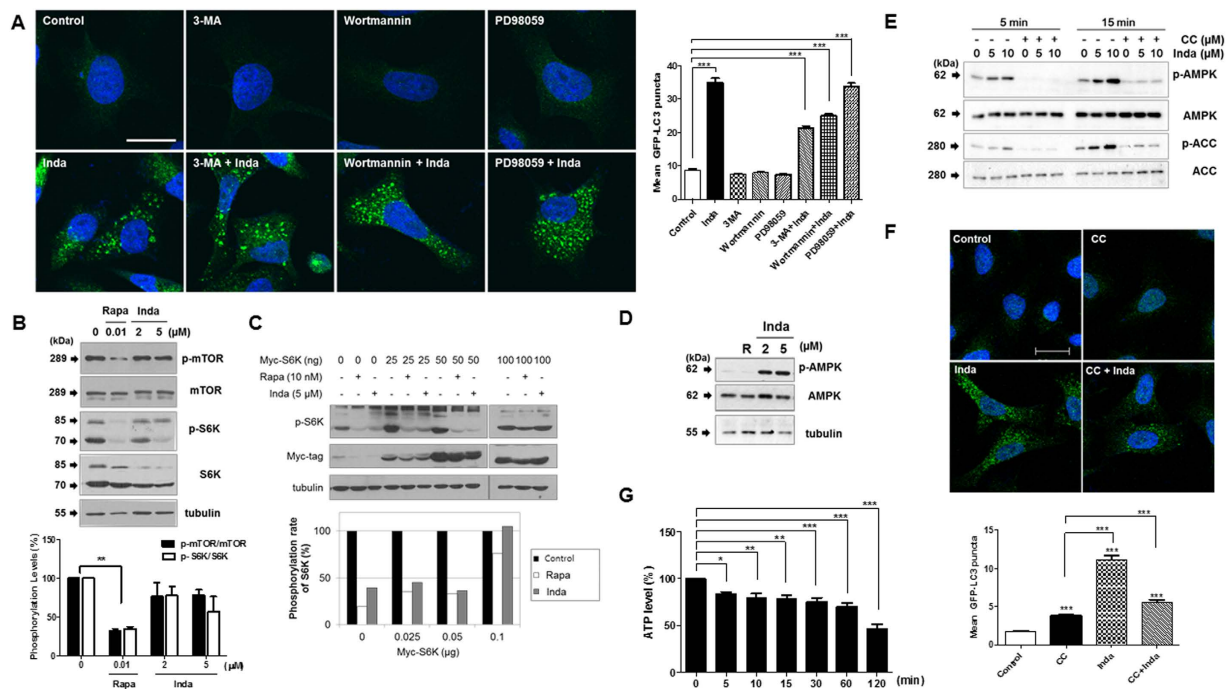 A
Control
3-MA
Wortmannin
PD98059
Inda
3-MA + Inda
Wortmannin + Inda
PD98059 + Inda
Mean GFP-LC3 puncta
40
30
20
10
0
***
***
***
***
Control
Inda
3MA
Wortmannin
PD98059
3-MA+Inda
Wortmannin+Inda
PD98059+Inda
B
Rapa Inda
(kDa) 0 0.01 2 5 (μM)
289 p-mTOR
289 mTOR
85 p-S6K
70
85 S6K
70
55 tubulin
Phosphorylation Levels (%)
150
100
50
0
**
p-mTOR/mTOR
p- S6K/S6K
0 0.01 2 5 (μM)
Rapa Inda
C
Myc-S6K (ng) 0 0 0 25 25 25 50 50 50 100 100 100
Rapa (10 nM) - + - - + - - + - - + -
Inda (5 μM) - - + - - + - - + - - +
p-S6K
Myc-tag
tubulin
Phosphorylation rate of S6K (%)
100
50
0
Control
Rapa
Inda
0 0.025 0.05 0.1
Myc-S6K (μg)
D
Inda
(kDa) R 2 5 (μM)
62 p-AMPK
62 AMPK
55 tubulin
E
5 min 15 min
- - - + + + - - - + + + CC (μM)
0 5 10 0 5 10 0 5 10 0 5 10 Inda (μM)
(kDa)
62 p-AMPK
62 AMPK
280 p-ACC
280 ACC
F
Control
CC
Inda
CC + Inda
Mean GFP-LC3 puncta
15
10
5
0
***
***
***
***
***
Control
CC
Inda
CC+Inda
G
ATP level (%)
150
100
50
0
*
**
**
***
***
***
0 5 10 15 30 60 120 (min)